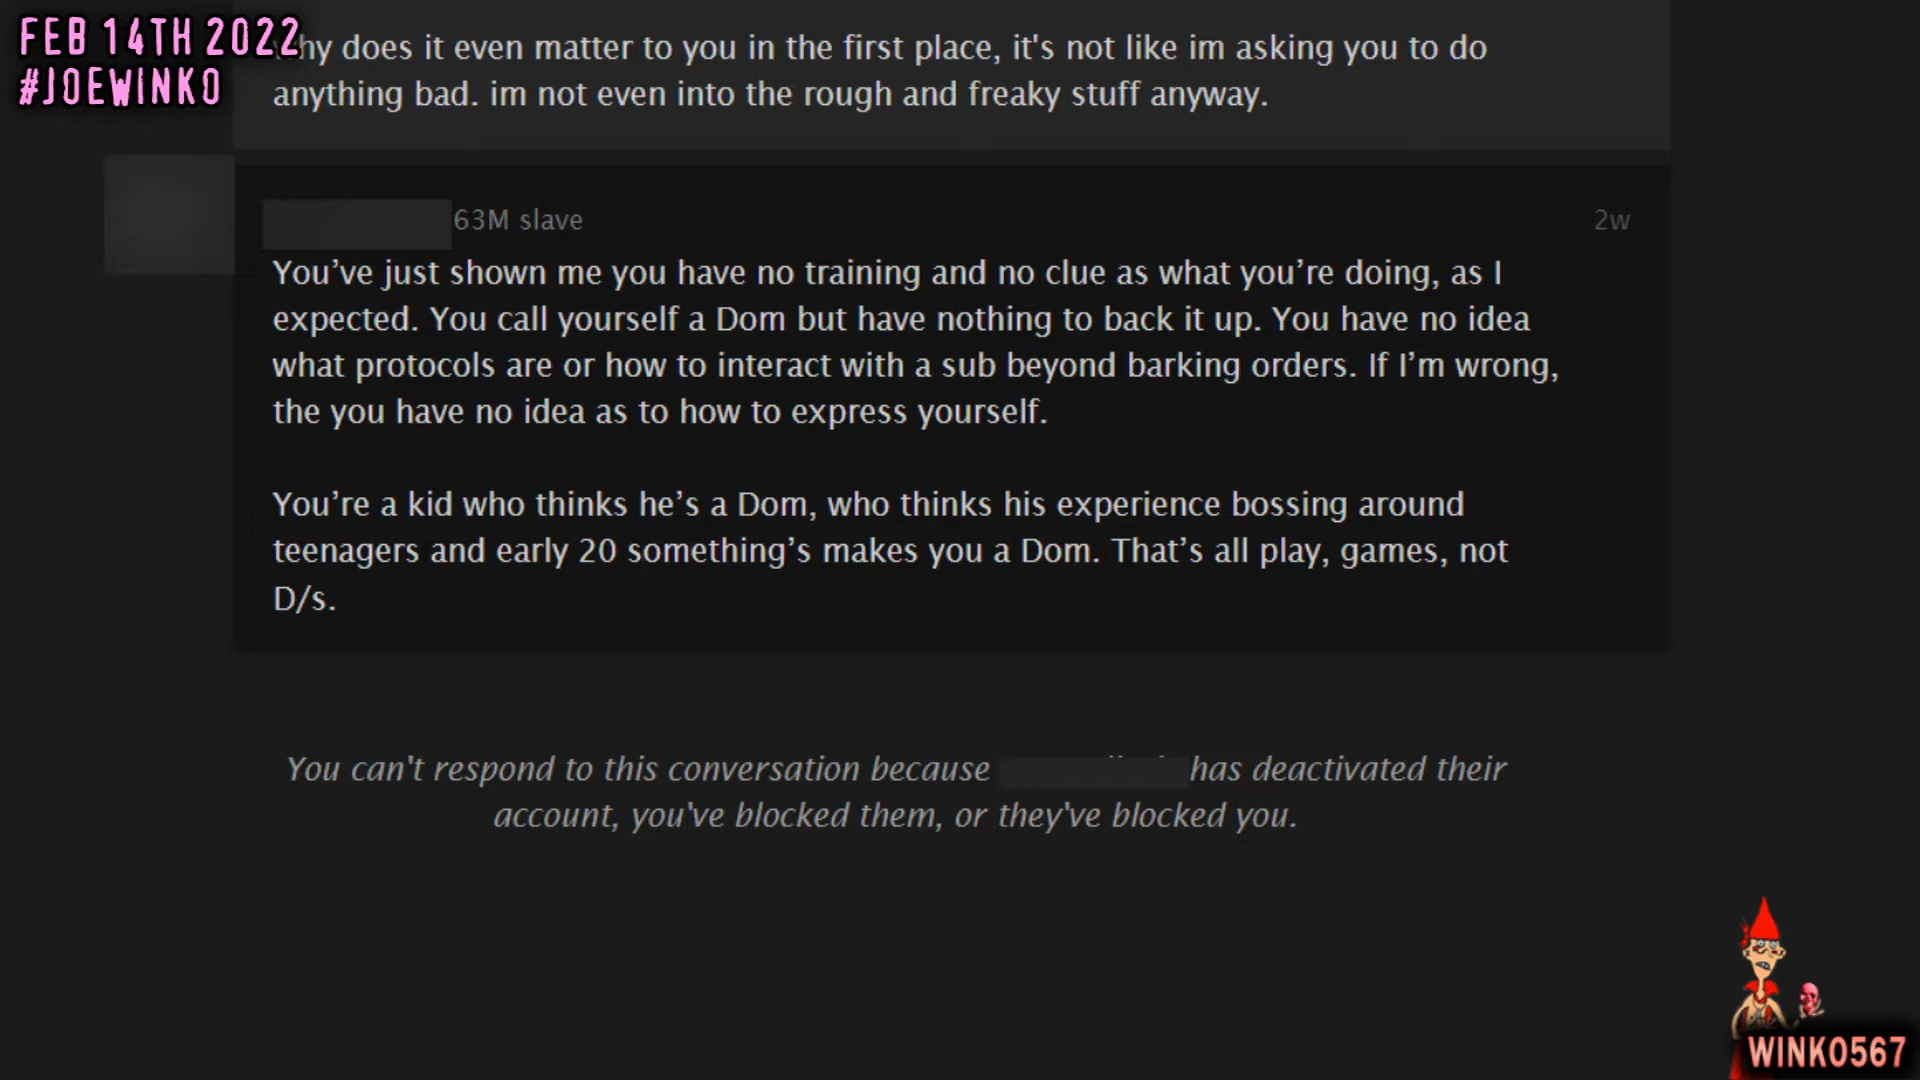 FEB 14TH 2022
#JOEWINKO
why does it even matter to you in the first place, it's not like im asking you to do
anything bad. im not even into the rough and freaky stuff anyway.
63M slave
2w
You’ve just shown me you have no training and no clue as what you’re doing, as I
expected. You call yourself a Dom but have nothing to back it up. You have no idea
what protocols are or how to interact with a sub beyond barking orders. If I’m wrong,
the you have no idea as to how to express yourself.
You’re a kid who thinks he’s a Dom, who thinks his experience bossing around
teenagers and early 20 something’s makes you a Dom. That’s all play, games, not
D/s.
You can't respond to this conversation because has deactivated their
account, you've blocked them, or they've blocked you.
WINKO567